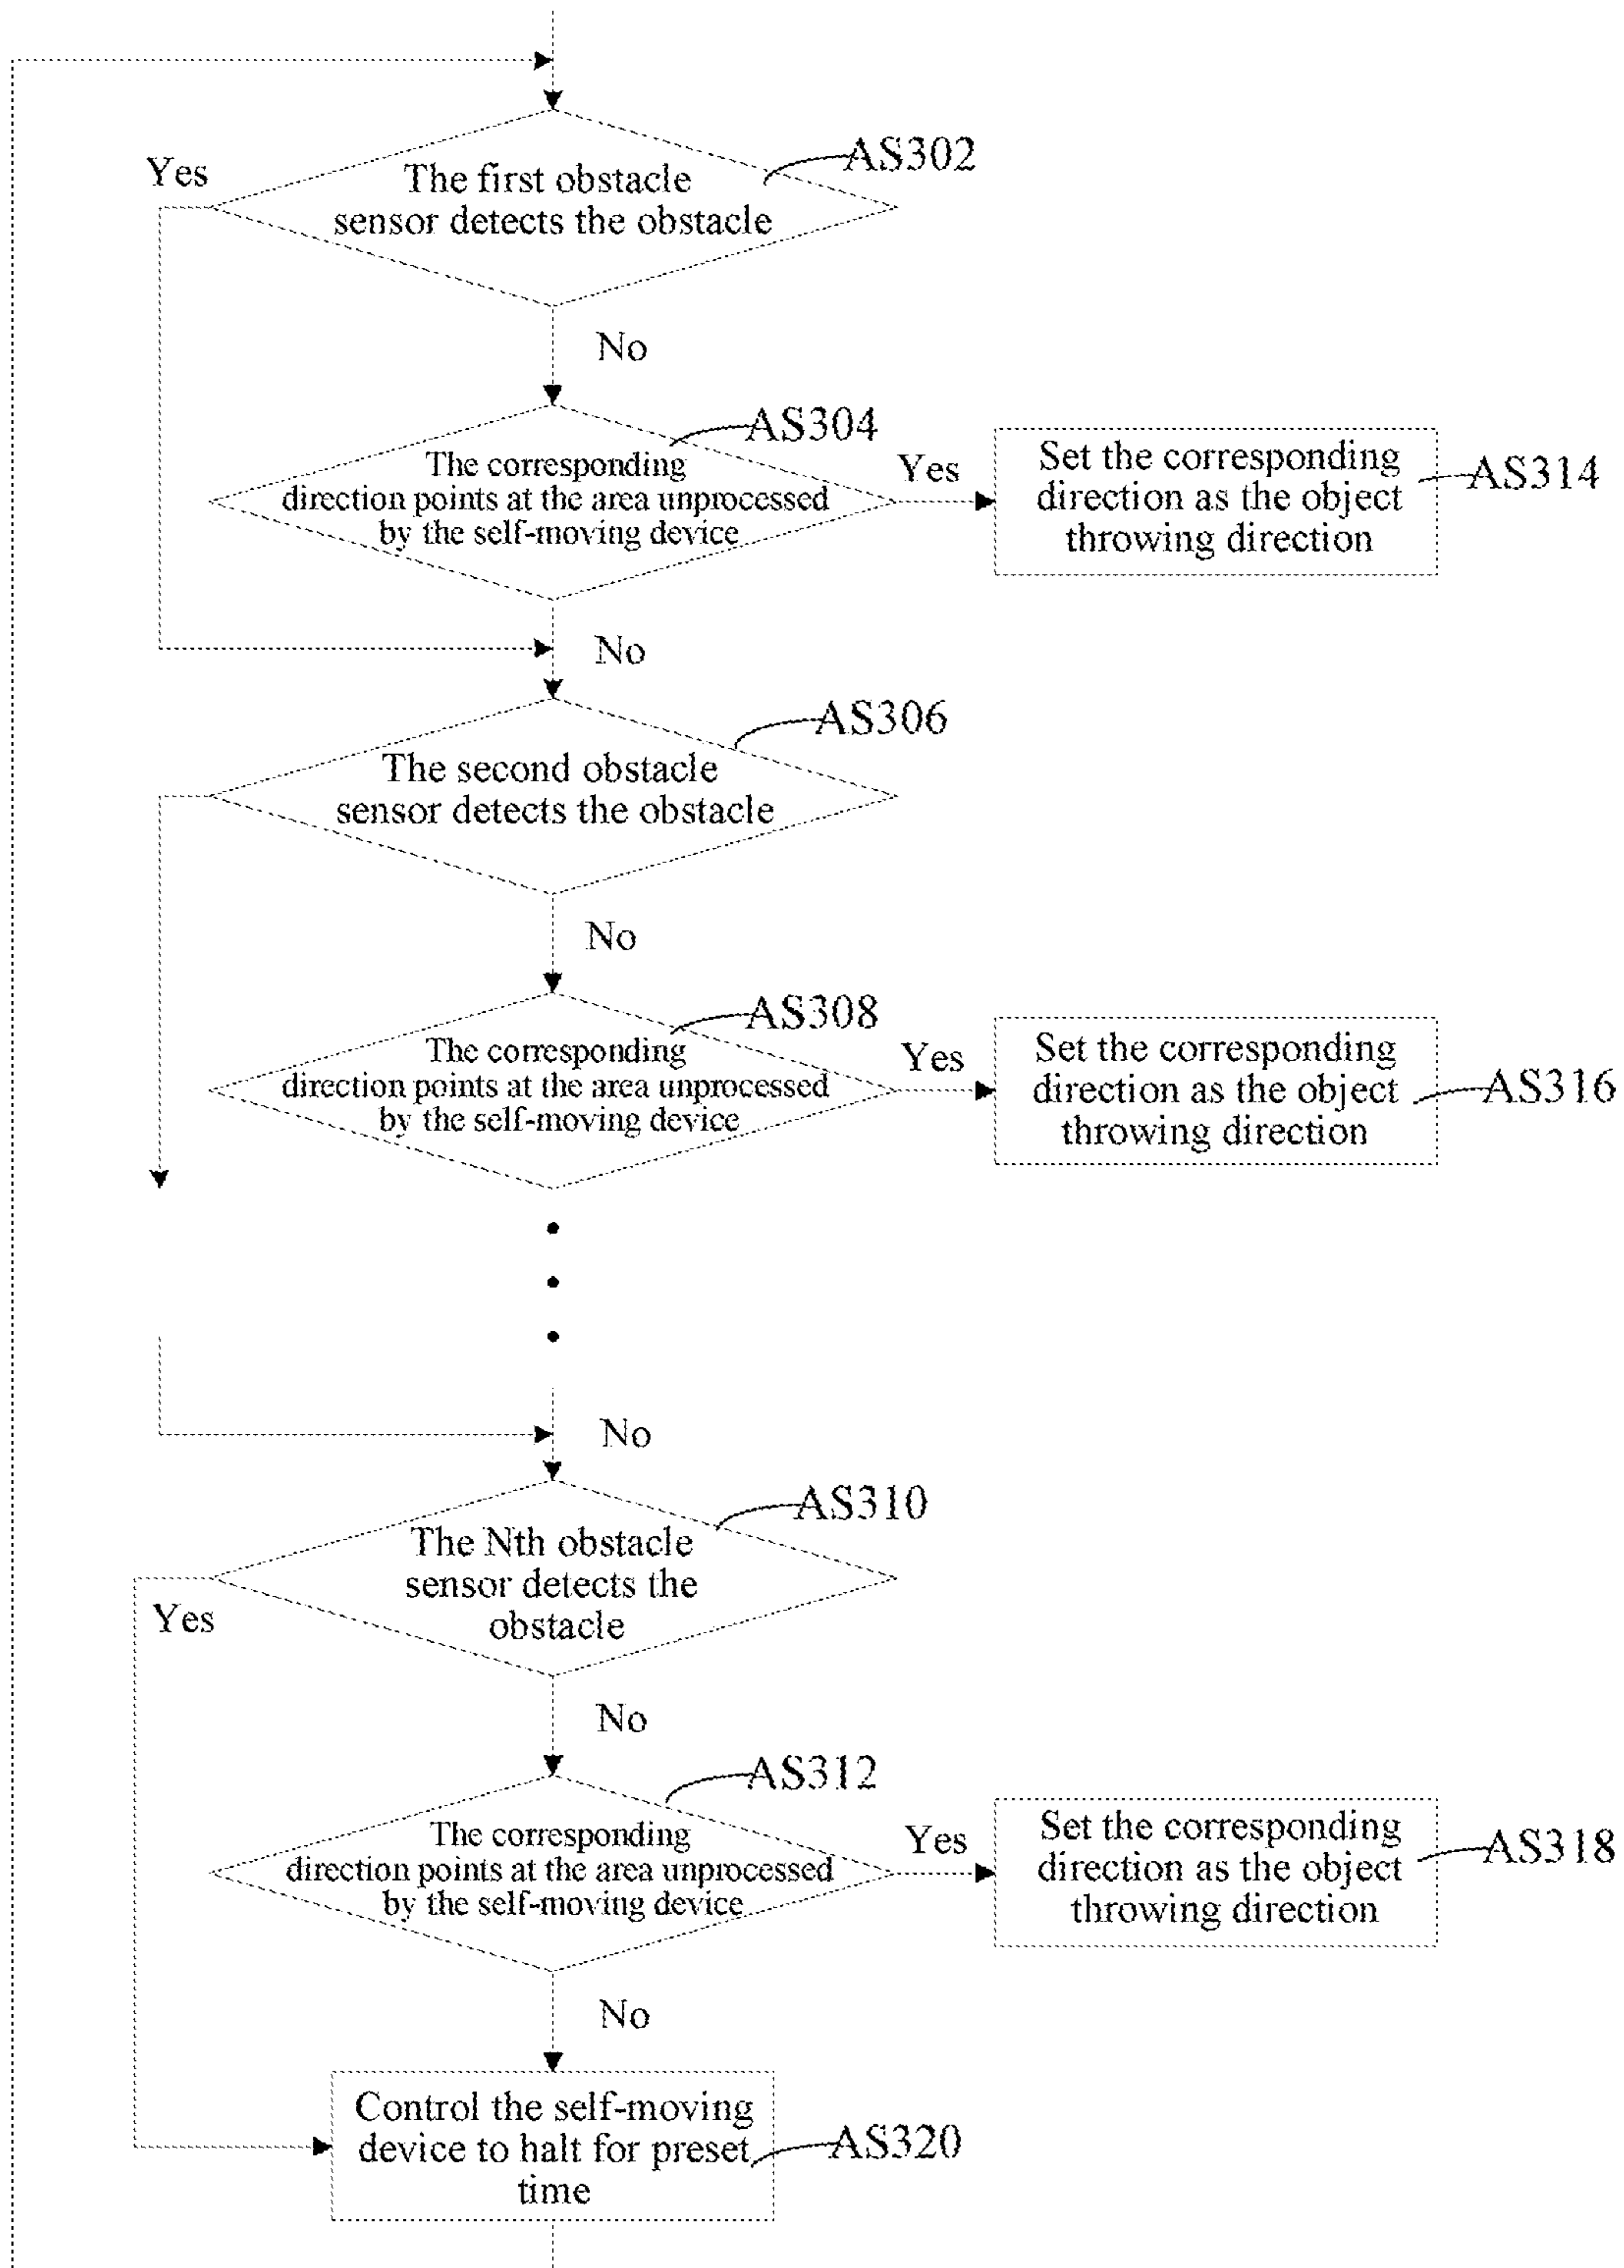 AS302
Yes
The first obstacle
sensor detects the obstacle
No
AS304
The corresponding
direction points at the area unprocessed
by the self-moving device
Yes
Set the corresponding
direction as the object
throwing direction
AS314
No
AS306
The second obstacle
sensor detects the obstacle
No
AS308
The corresponding
direction points at the area unprocessed
by the self-moving device
Yes
Set the corresponding
direction as the object
throwing direction
AS316
No
AS310
The Nth obstacle
sensor detects the
obstacle
Yes
No
AS312
The corresponding
direction points at the area unprocessed
by the self-moving device
Yes
Set the corresponding
direction as the object
throwing direction
AS318
No
Control the self-moving
device to halt for preset
time
AS320